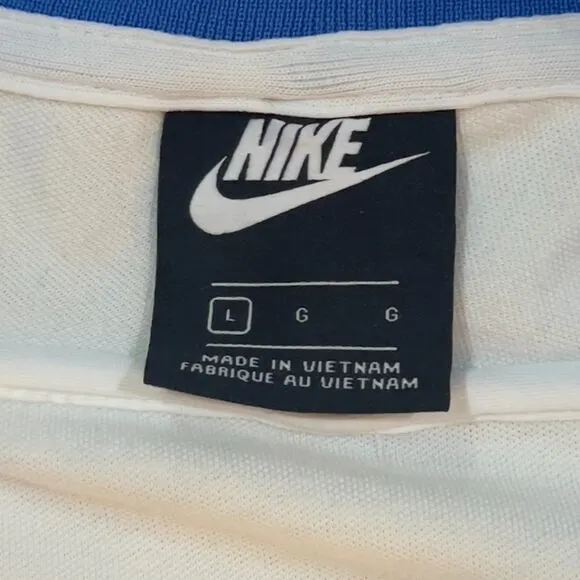 NIKE
L G G
MADE IN VIETNAM
FABRIQUE AU VIETNAM